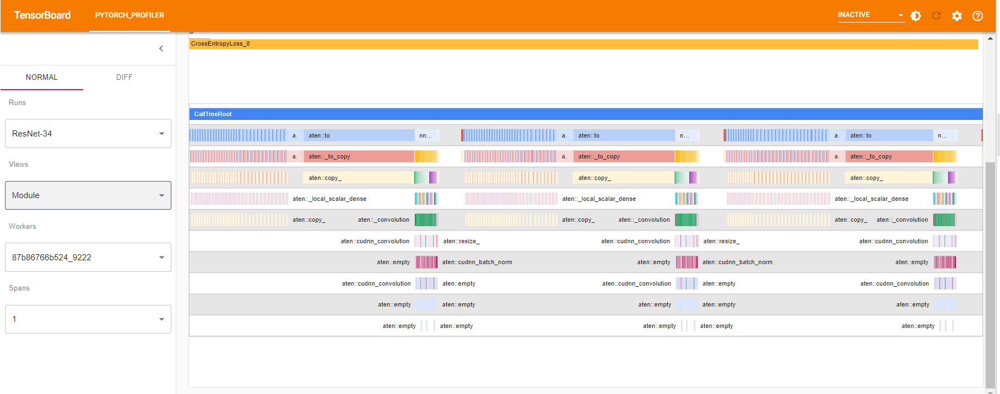 TensorBoard PYTORCH_PROFILER INACTIVE
CrossEntropyLoss_0
NORMAL DIFF
Runs
ResNet-34
Views
Module
Workers
87b86766b524_9222
Spans
1
CallTreeRoot
a. aten::to nn... a. aten::to n... a. aten::to n...
a. aten::_to_copy a. aten::_to_copy a. aten::_to_copy
aten::copy_ aten::copy_ aten::copy_
aten::_local_scalar_dense aten::_local_scalar_dense aten::_local_scalar_dense
aten::copy_ aten::_convolution aten::copy_ aten::_convolution aten::copy_ aten::_convolution
aten::cudnn_convolution aten::resize_ aten::cudnn_convolution aten::resize_ aten::cudnn_convolution
aten::empty aten::cudnn_batch_norm aten::empty aten::cudnn_batch_norm aten::empty
aten::cudnn_convolution aten::empty aten::cudnn_convolution aten::empty aten::cudnn_convolution
aten::empty aten::empty aten::empty aten::empty aten::empty
aten::empty aten::empty aten::empty aten::empty aten::empty